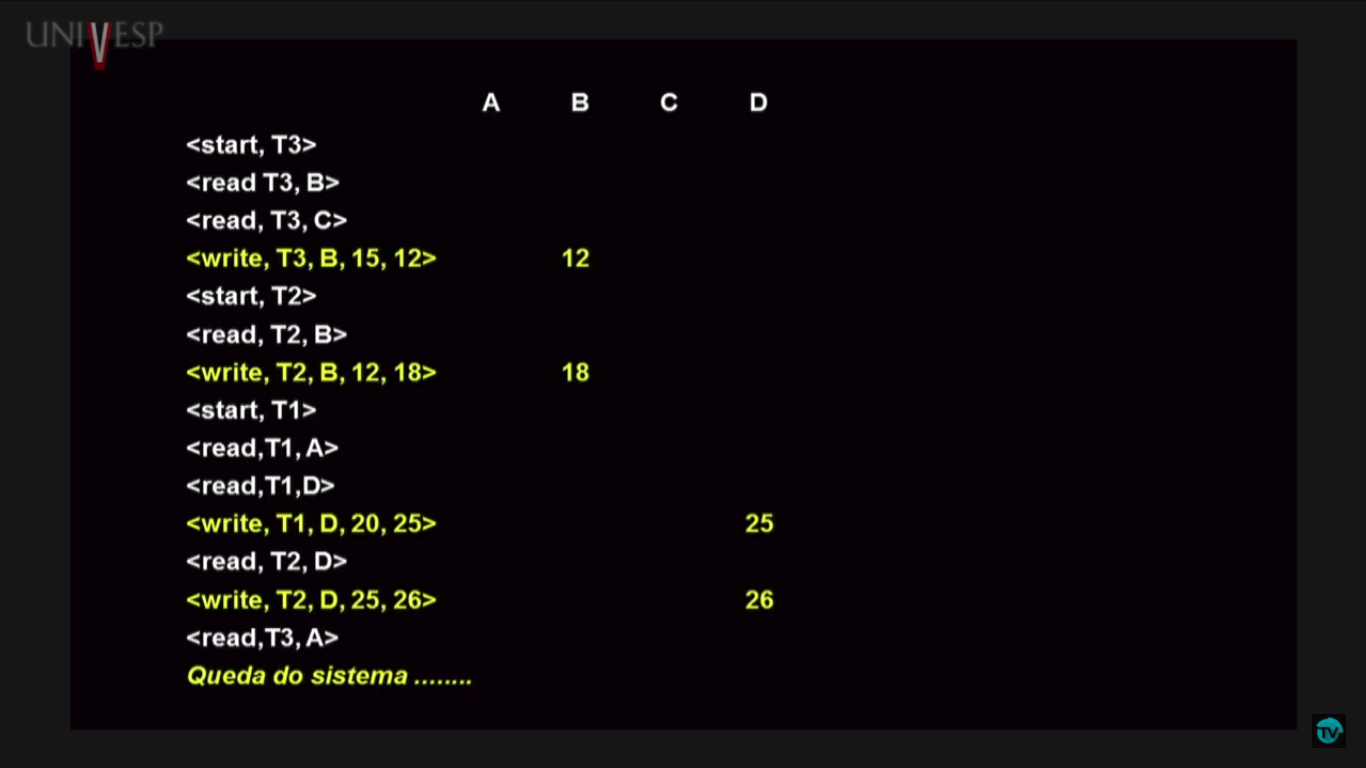 UNIVESP
A B C D
<start, T3>
<read T3, B>
<read, T3, C>
<write, T3, B, 15, 12> 12
<start, T2>
<read, T2, B>
<write, T2, B, 12, 18> 18
<start, T1>
<read,T1, A>
<read,T1,D>
<write, T1, D, 20, 25> 25
<read, T2, D>
<write, T2, D, 25, 26> 26
<read,T3, A>
Queda do sistema ........
TV